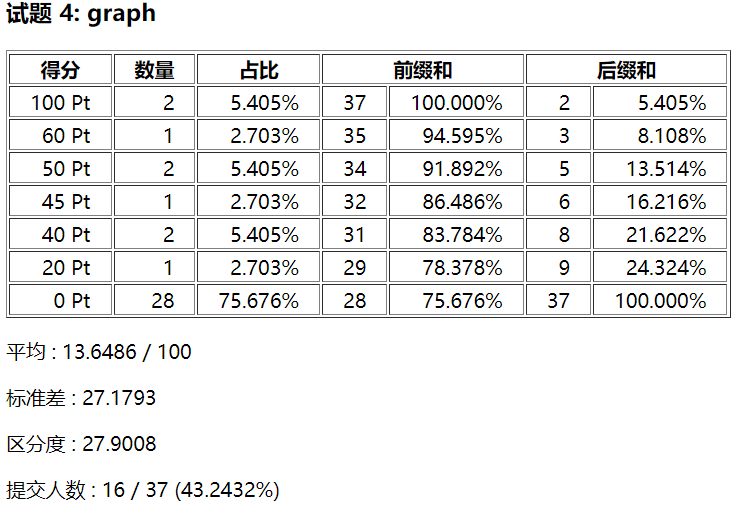 试题 4: graph
得分 数量 占比 前缀和 后缀和
100 Pt 2 5.405% 37 100.000% 2 5.405%
60 Pt 1 2.703% 35 94.595% 3 8.108%
50 Pt 2 5.405% 34 91.892% 5 13.514%
45 Pt 1 2.703% 32 86.486% 6 16.216%
40 Pt 2 5.405% 31 83.784% 8 21.622%
20 Pt 1 2.703% 29 78.378% 9 24.324%
0 Pt 28 75.676% 28 75.676% 37 100.000%
平均 : 13.6486 / 100
标准差 : 27.1793
区分度 : 27.9008
提交人数 : 16 / 37 (43.2432%)